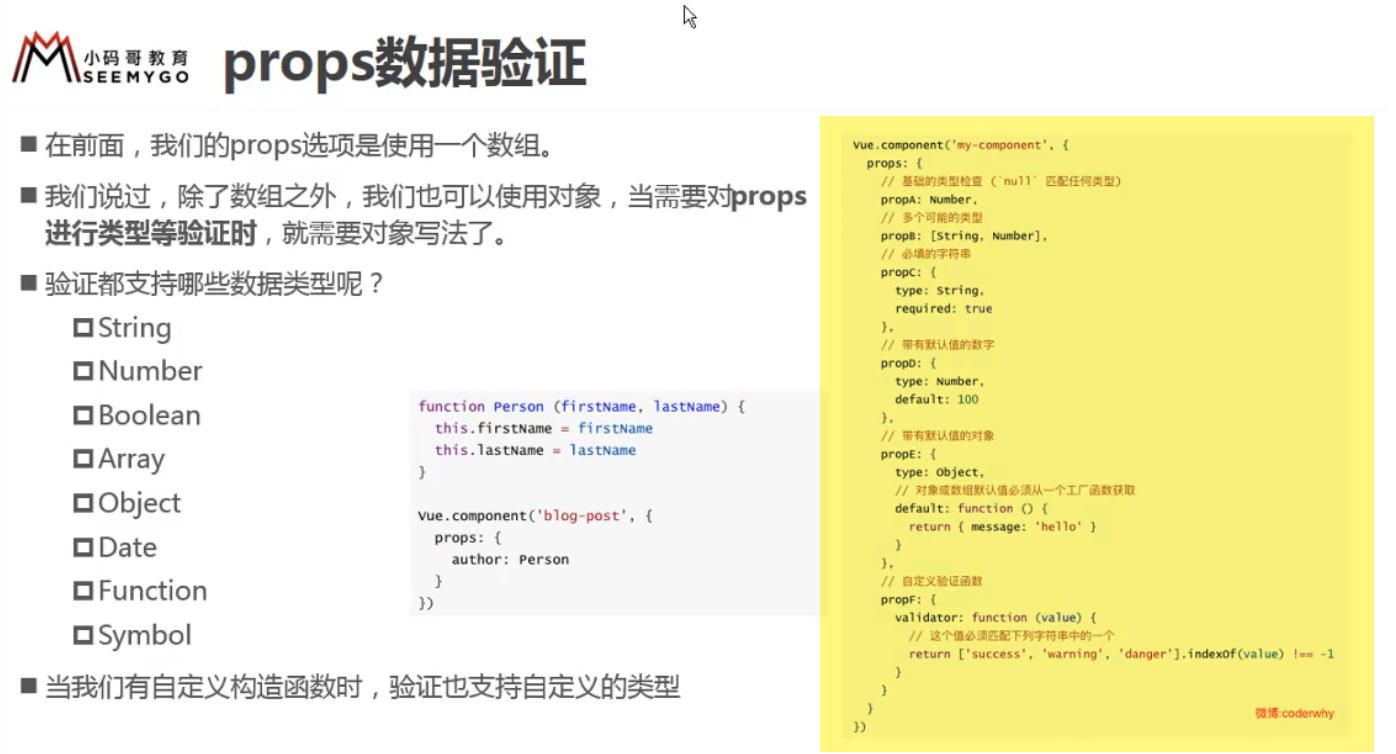 小码哥教育
SEEMYGO
props数据验证
在前面，我们的props选项是使用一个数组。
我们说过，除了数组之外，我们也可以使用对象，当需要对props
进行类型等验证时，就需要对象写法了。
验证都支持哪些数据类型呢？
String
Number
Boolean
Array
Object
Date
Function
Symbol
当我们有自定义构造函数时，验证也支持自定义的类型
function Person (firstName, lastName) {
  this.firstName = firstName
  this.lastName = lastName
}
Vue.component('blog-post', {
  props: {
    author: Person
  }
})
Vue.component('my-component', {
  props: {
    // 基础的类型检查 (`null` 匹配任何类型)
    propA: Number,
    // 多个可能的类型
    propB: [String, Number],
    // 必填的字符串
    propC: {
      type: String,
      required: true
    },
    // 带有默认值的数字
    propD: {
      type: Number,
      default: 100
    },
    // 带有默认值的对象
    propE: {
      type: Object,
      // 对象或数组默认值必须从一个工厂函数获取
      default: function () {
        return { message: 'hello' }
      }
    },
    // 自定义验证函数
    propF: {
      validator: function (value) {
        // 这个值必须匹配下列字符串中的一个
        return ['success', 'warning', 'danger'].indexOf(value) !== -1
      }
    }
  }
})
微博:coderwhy